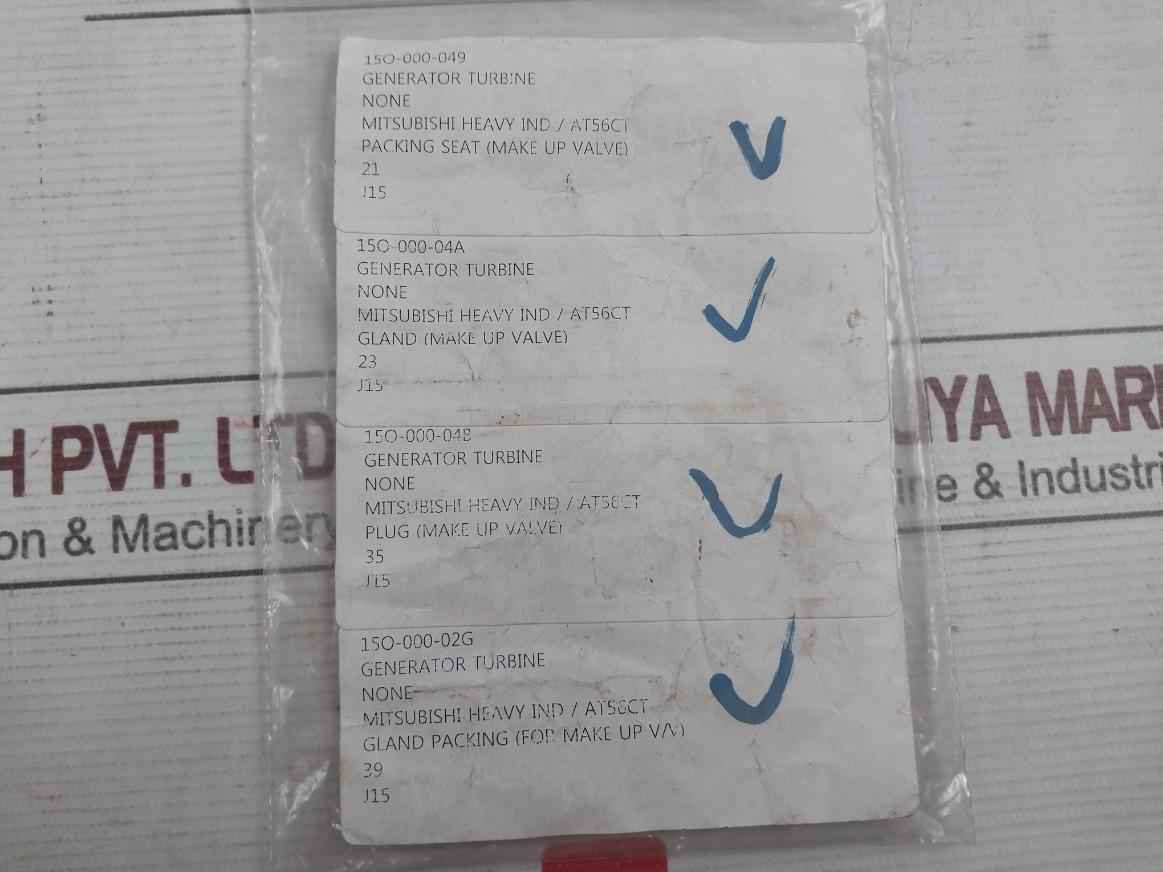 15O-000-049
GENERATOR TURBINE
NONE
MITSUBISHI HEAVY IND / AT56CT
PACKING SEAT (MAKE UP VALVE)
21
J15
15O-000-04A
GENERATOR TURBINE
NONE
MITSUBISHI HEAVY IND / AT56CT
GLAND (MAKE UP VALVE)
23
J15
15O-000-04B
GENERATOR TURBINE
NONE
MITSUBISHI HEAVY IND / AT56CT
PLUG (MAKE UP VALVE)
35
J15
15O-000-02G
GENERATOR TURBINE
NONE
MITSUBISHI HEAVY IND / AT56CT
GLAND PACKING (FOR MAKE UP V/V)
39
J15
H PVT. LTD
on & Machinery
YA MAR
ine & Industri